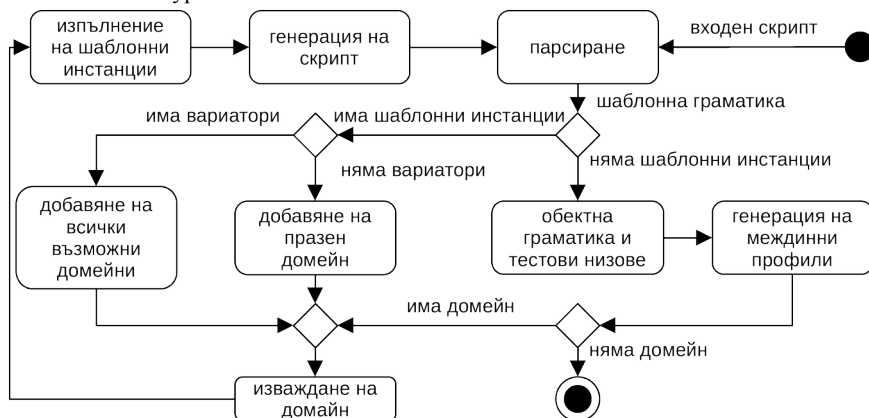 изпълнение
на шаблонни
инстанции
генерация на
скрипт
парсиране
входен скрипт
шаблонна граматика
има вариатори
има шаблонни инстанции
няма вариатори
няма шаблонни инстанции
добавяне на
всички
възможни
домейни
добавяне на
празен
домейн
обектна
граматика и
тестови низове
генерация на
междинни
профили
има домейн
няма домейн
изваждане на
домайн